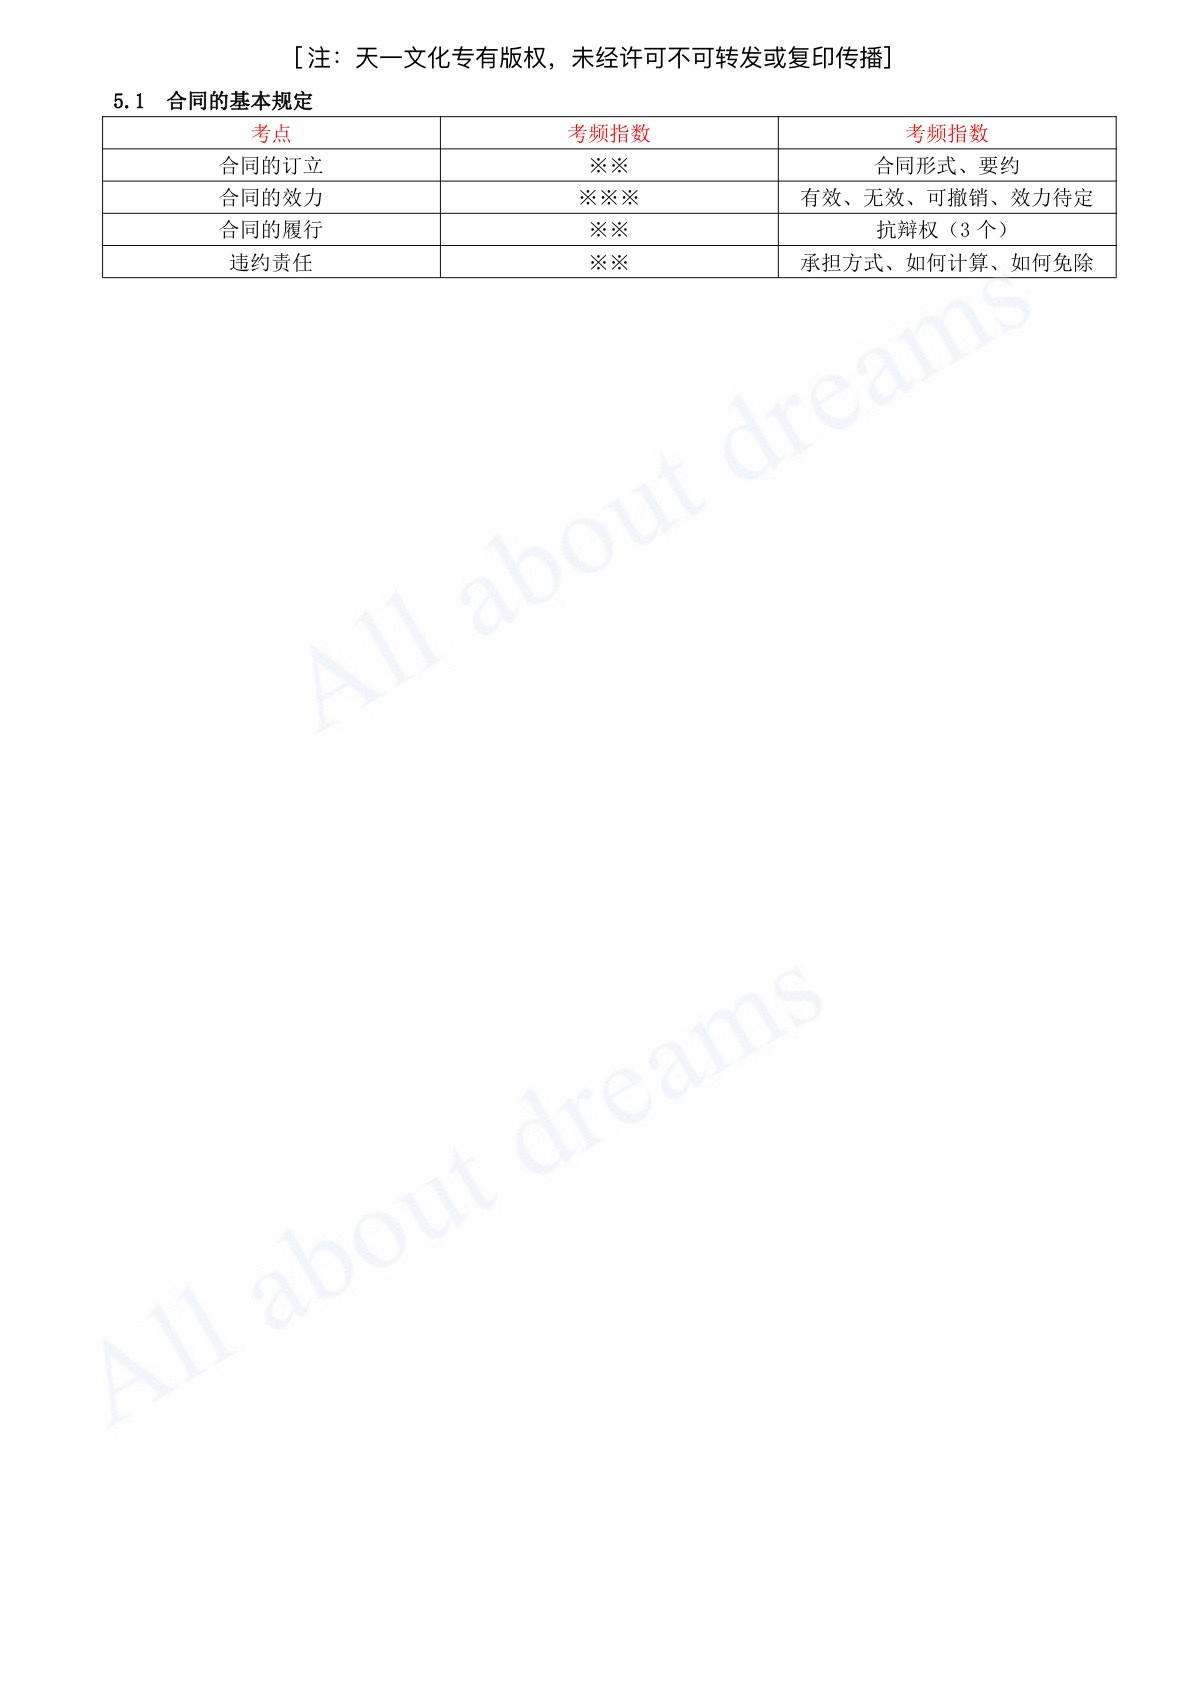 [注：天一文化专有版权，未经许可不可转发或复印传播]
5.1 合同的基本规定
考点 考频指数 考频指数
合同的订立 ※※ 合同形式、要约
合同的效力 ※※※ 有效、无效、可撤销、效力待定
合同的履行 ※※ 抗辩权（3 个）
违约责任 ※※ 承担方式、如何计算、如何免除
All about dreams
All about dreams